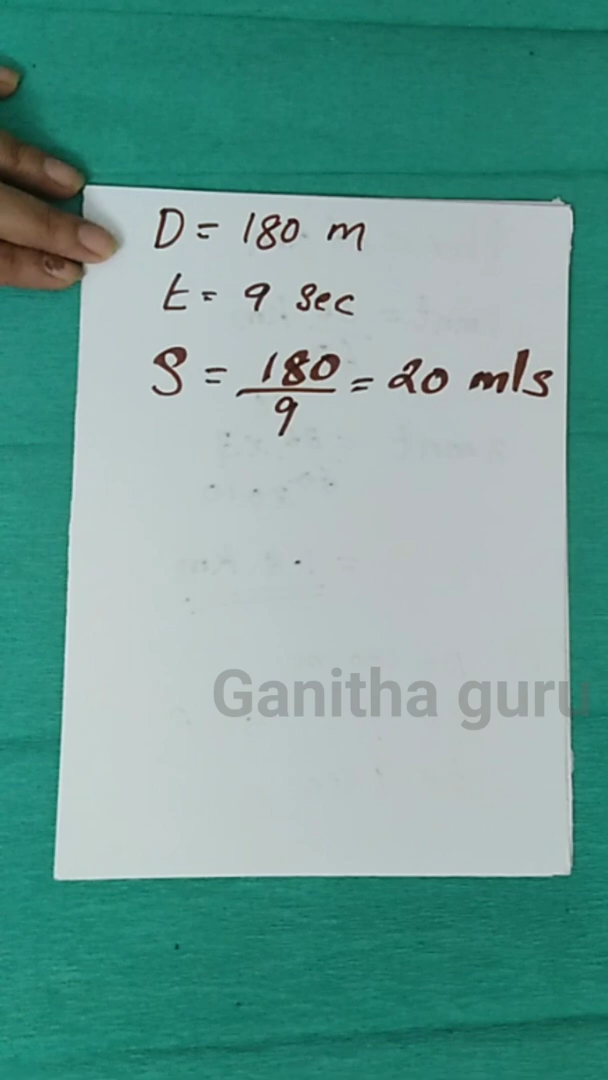 D = 180 m
t = 9 sec
S = 180/9 = 20 m/s
Ganitha guru